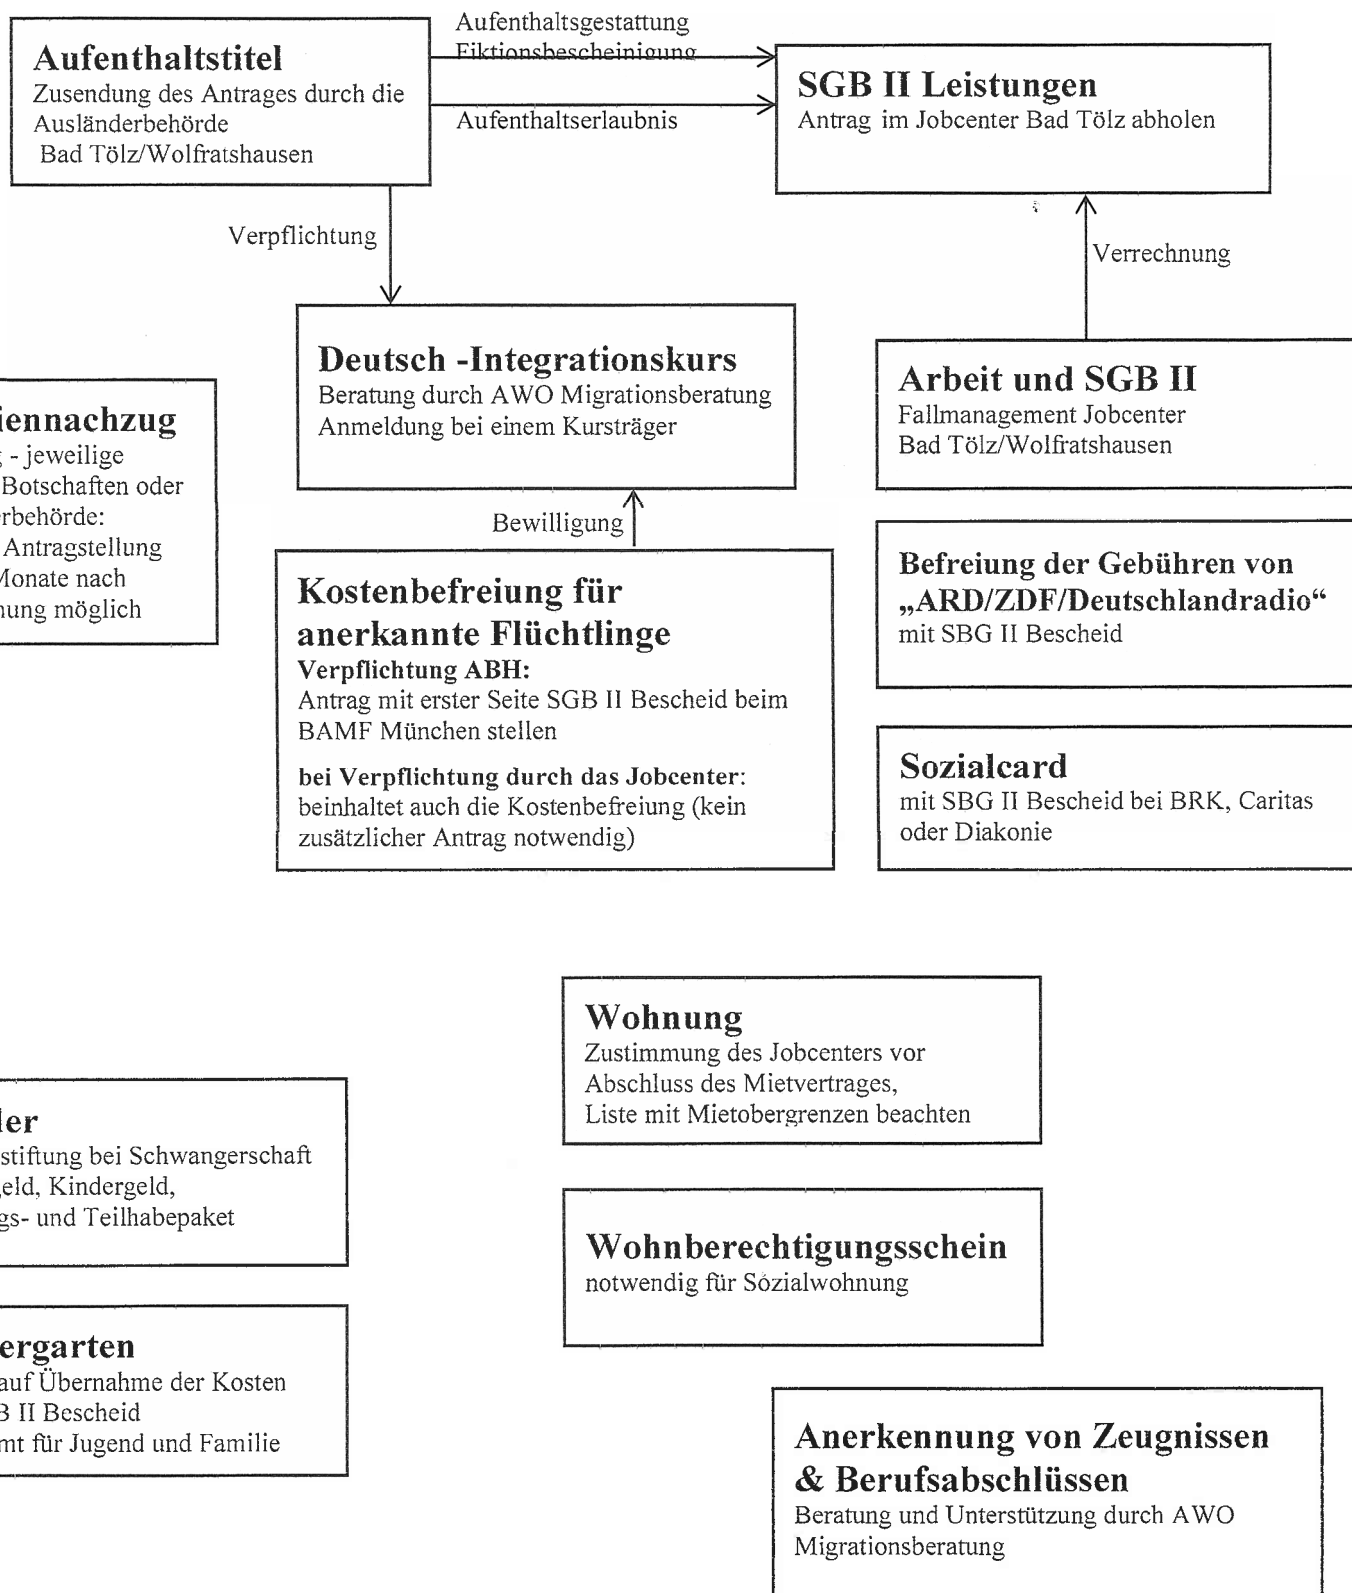 Aufenthaltsgestattung
Fiktionsbescheinigung
Aufenthaltserlaubnis
Aufenthaltstitel
Zusendung des Antrages durch die
Ausländerbehörde
Bad Tölz/Wolfratshausen
SGB II Leistungen
Antrag im Jobcenter Bad Tölz abholen
Verpflichtung
Verrechnung
Deutsch -Integrationskurs
Beratung durch AWO Migrationsberatung
Anmeldung bei einem Kursträger
Arbeit und SGB II
Fallmanagement Jobcenter
Bad Tölz/Wolfratshausen
iennachzug
- jeweilige
Botschaften oder
rbehörde:
Antragstellung
Monate nach
nung möglich
Bewilligung
Kostenbefreiung für
anerkannte Flüchtlinge
Verpflichtung ABH:
Antrag mit erster Seite SGB II Bescheid beim
BAMF München stellen
bei Verpflichtung durch das Jobcenter:
beinhaltet auch die Kostenbefreiung (kein
zusätzlicher Antrag notwendig)
Befreiung der Gebühren von
„ARD/ZDF/Deutschlandradio“
mit SBG II Bescheid
Sozialcard
mit SBG II Bescheid bei BRK, Caritas
oder Diakonie
Wohnung
Zustimmung des Jobcenters vor
Abschluss des Mietvertrages,
Liste mit Mietobergrenzen beachten
der
stiftung bei Schwangerschaft
geld, Kindergeld,
gs- und Teilhabepaket
Wohnberechtigungsschein
notwendig für Sozialwohnung
ergarten
auf Übernahme der Kosten
B II Bescheid
mt für Jugend und Familie
Anerkennung von Zeugnissen
& Berufsabschlüssen
Beratung und Unterstützung durch AWO
Migrationsberatung